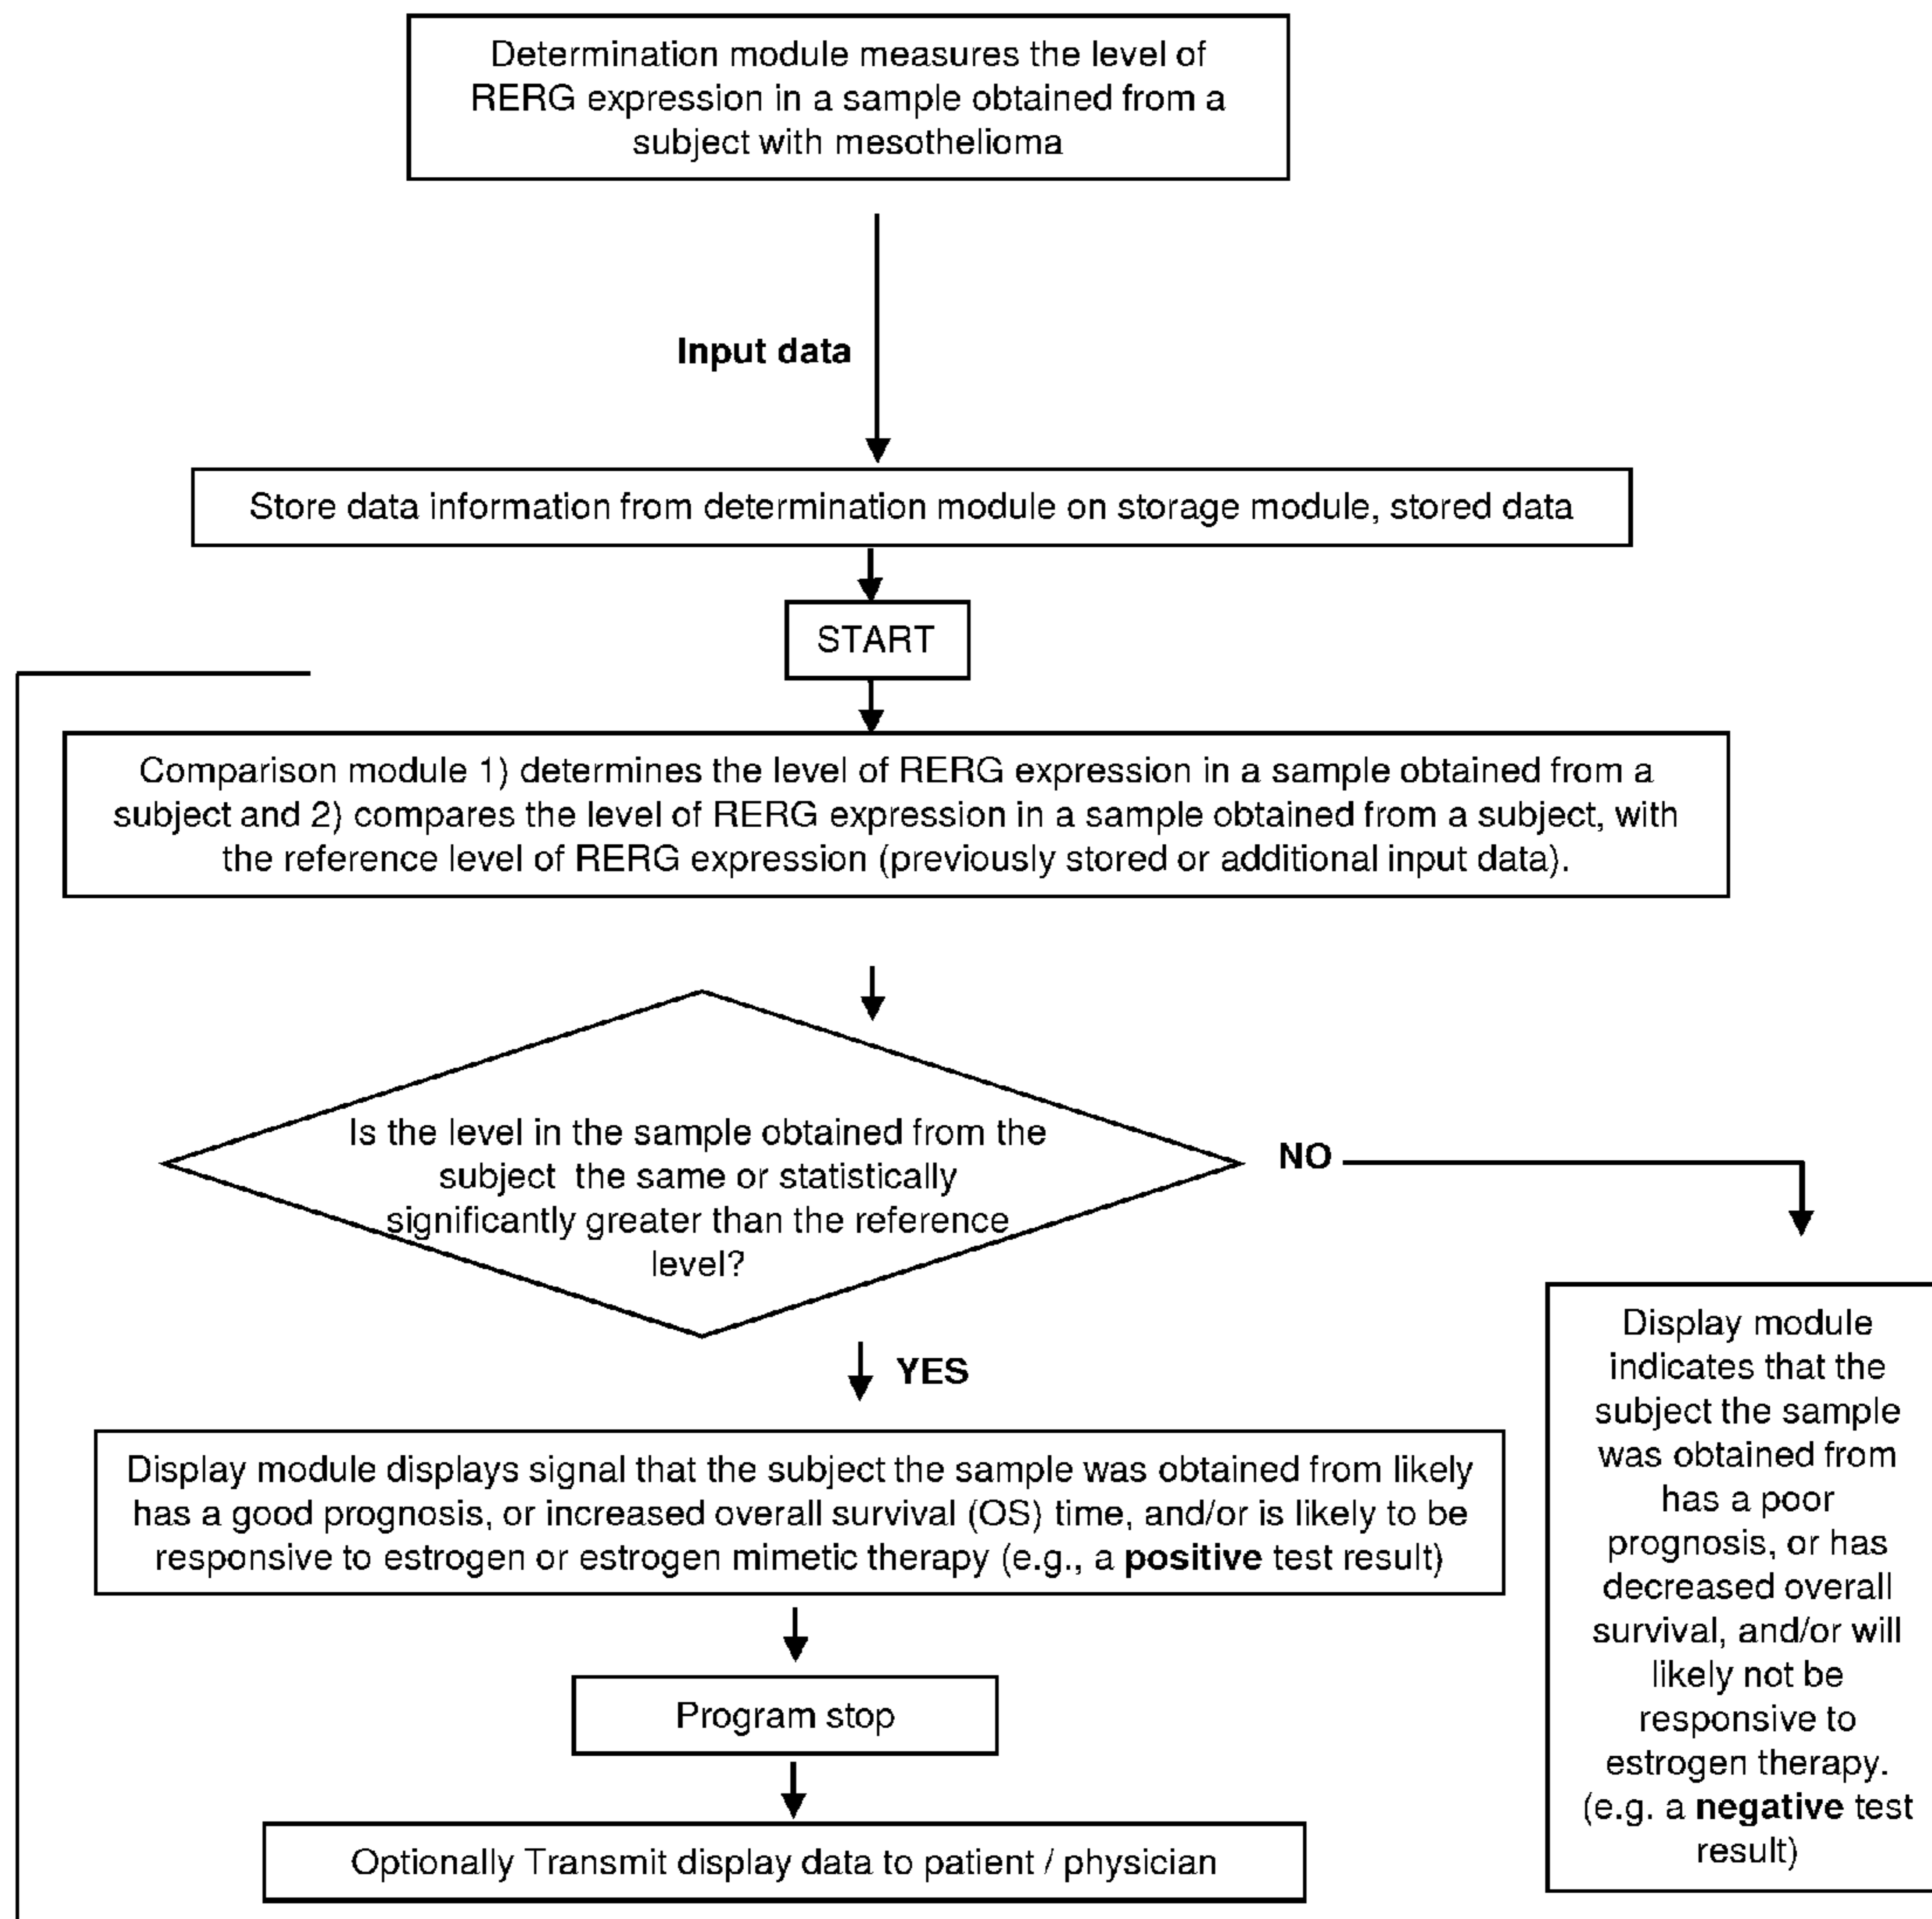 Determination module measures the level of
RERG expression in a sample obtained from a
subject with mesothelioma
Input data
Store data information from determination module on storage module, stored data
START
Comparison module 1) determines the level of RERG expression in a sample obtained from a
subject and 2) compares the level of RERG expression in a sample obtained from a subject, with
the reference level of RERG expression (previously stored or additional input data).
Is the level in the sample obtained from the
subject the same or statistically
significantly greater than the reference
level?
NO
YES
Display module displays signal that the subject the sample was obtained from likely
has a good prognosis, or increased overall survival (OS) time, and/or is likely to be
responsive to estrogen or estrogen mimetic therapy (e.g., a positive test result)
Program stop
Optionally Transmit display data to patient / physician
Display module
indicates that the
subject the sample
was obtained from
has a poor
prognosis, or has
decreased overall
survival, and/or will
likely not be
responsive to
estrogen therapy.
(e.g. a negative test
result)